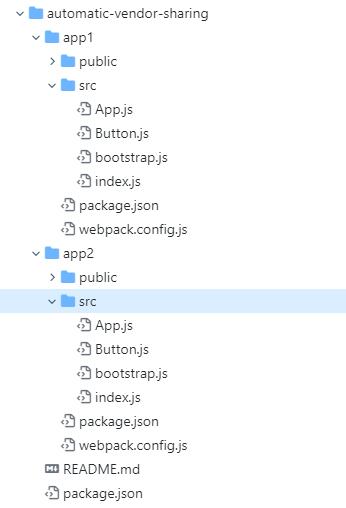 automatic-vendor-sharing
app1
public
src
App.js
Button.js
bootstrap.js
index.js
package.json
webpack.config.js
app2
public
src
App.js
Button.js
bootstrap.js
index.js
package.json
webpack.config.js
README.md
package.json